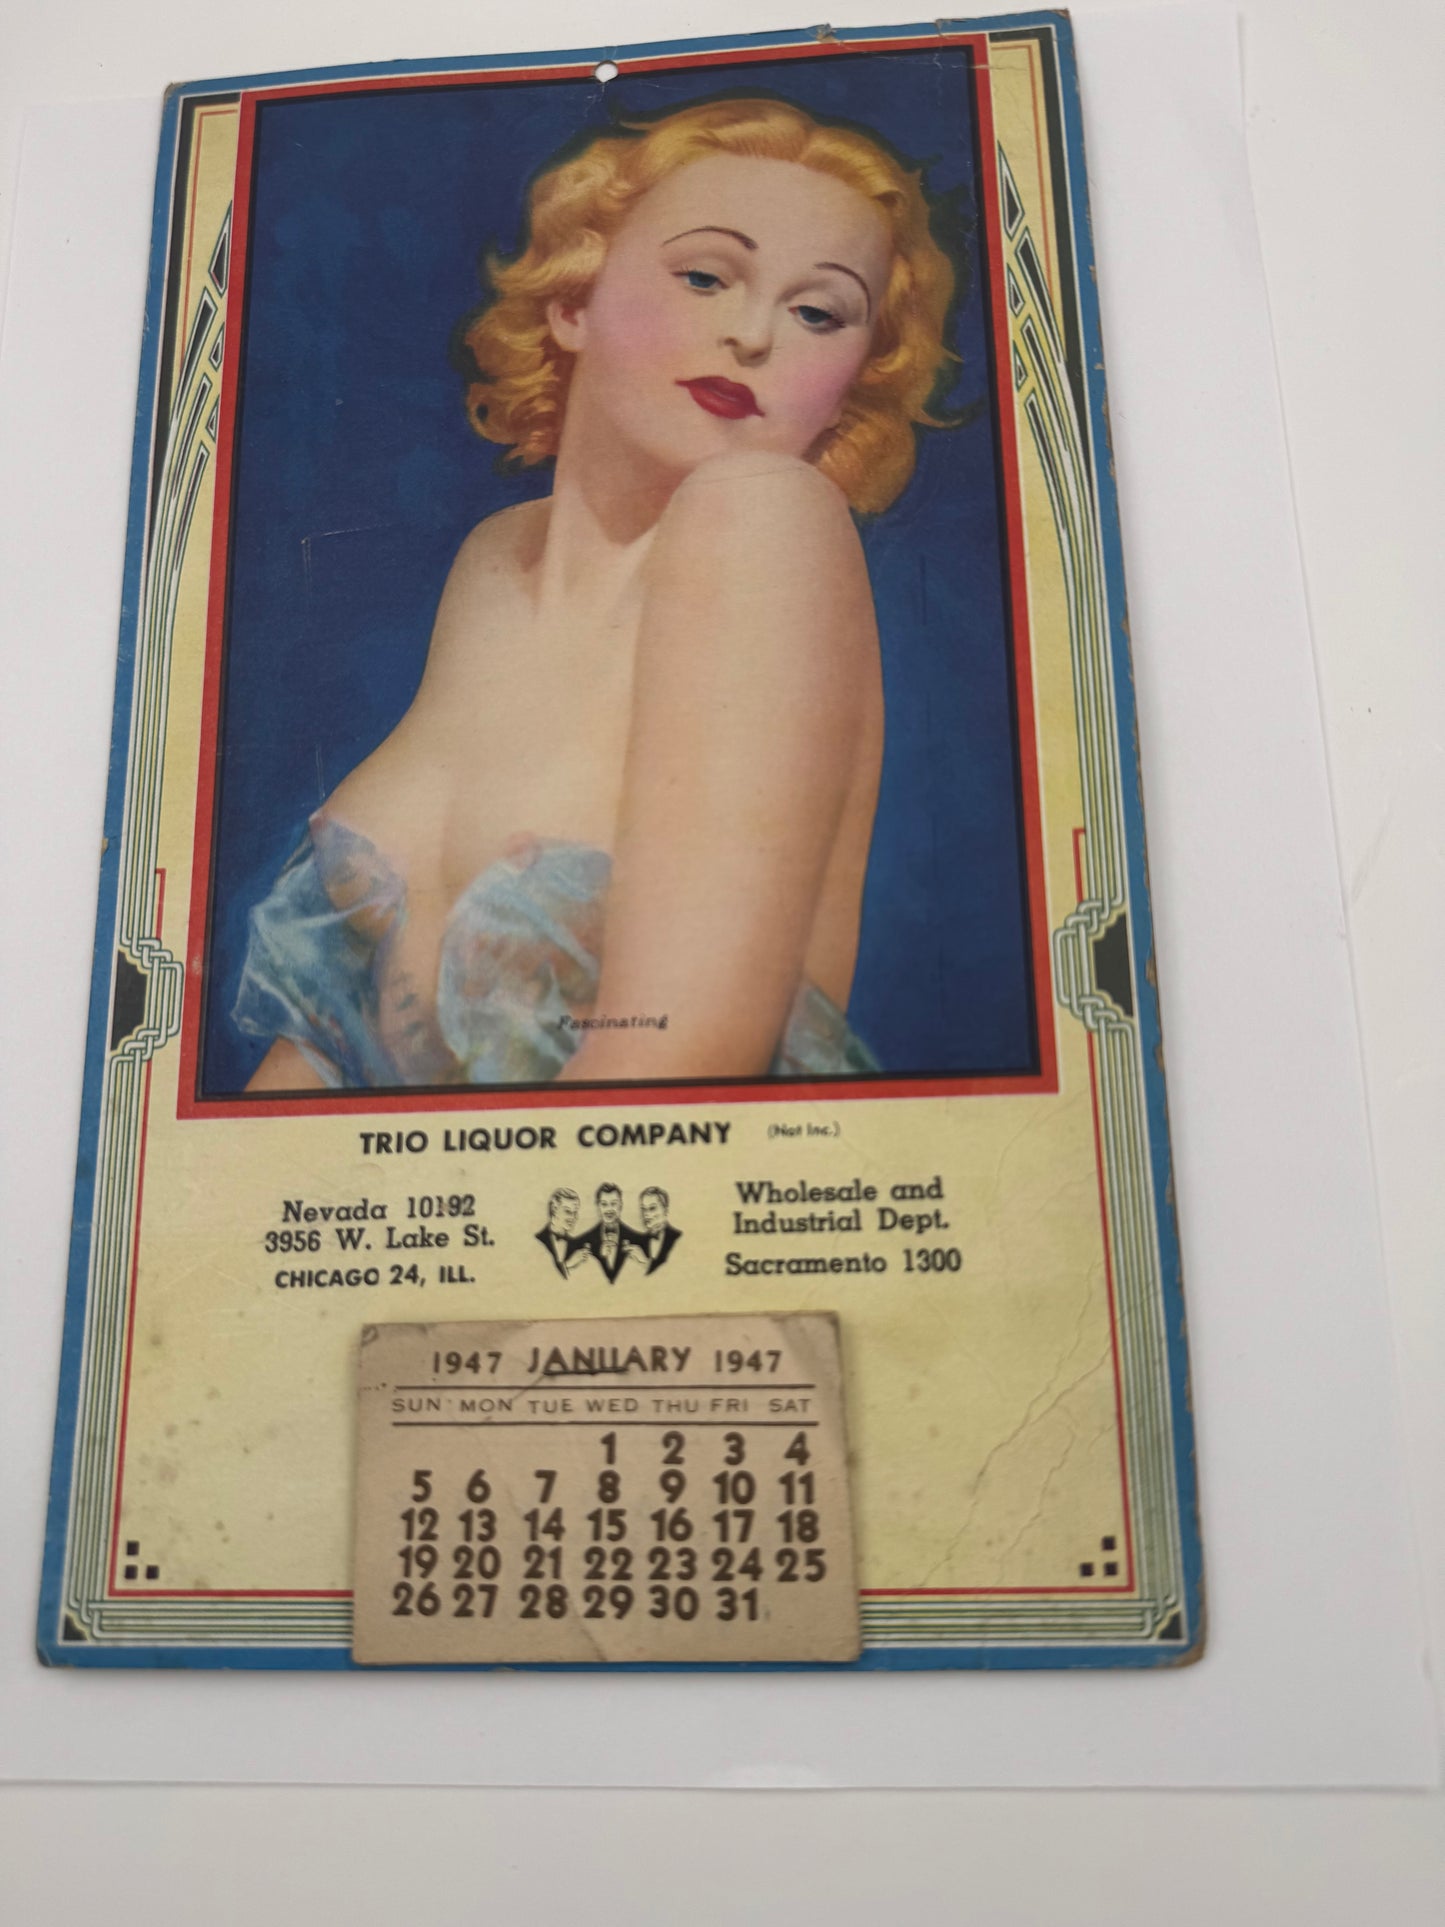 Fascinating
TRIO LIQUOR COMPANY (Not Inc.)
Nevada 10192
3956 W. Lake St.
CHICAGO 24, ILL.
Wholesale and
Industrial Dept.
Sacramento 1300
1947 JANUARY 1947
SUN MON TUE WED THU FRI SAT
1 2 3 4
5 6 7 8 9 10 11
12 13 14 15 16 17 18
19 20 21 22 23 24 25
26 27 28 29 30 31